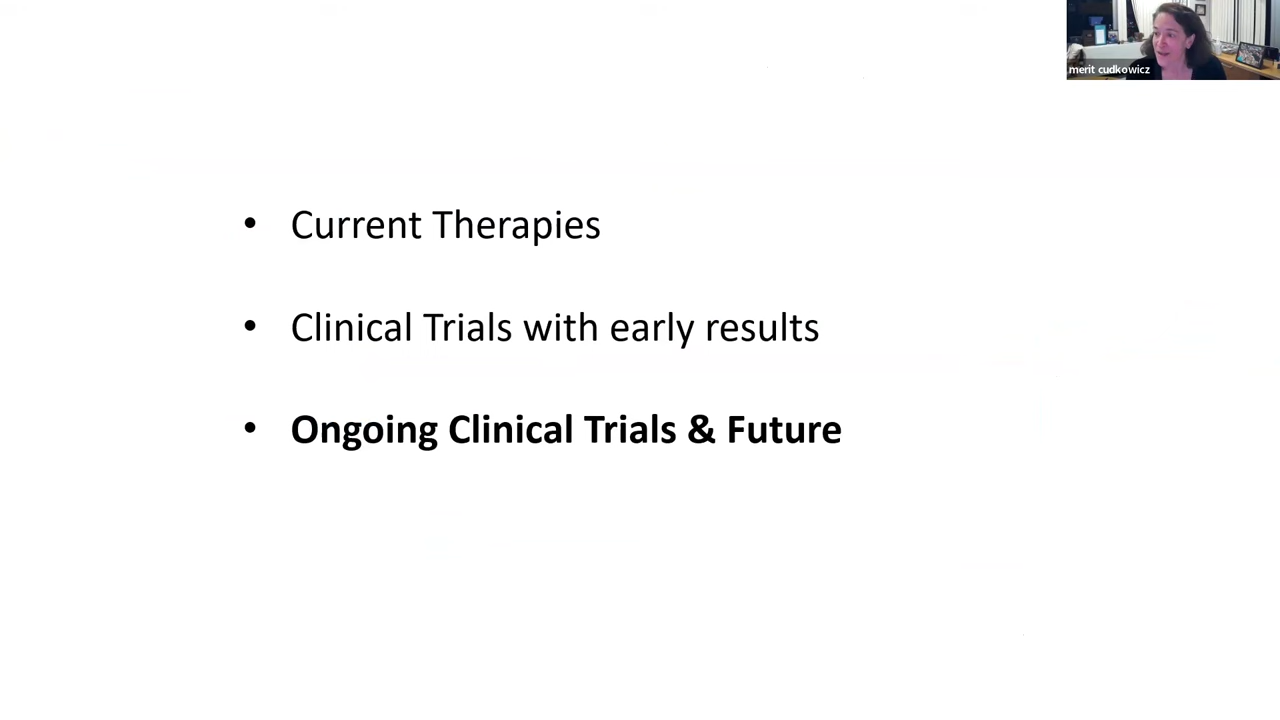 merit cudkowicz
• Current Therapies
• Clinical Trials with early results
• Ongoing Clinical Trials & Future